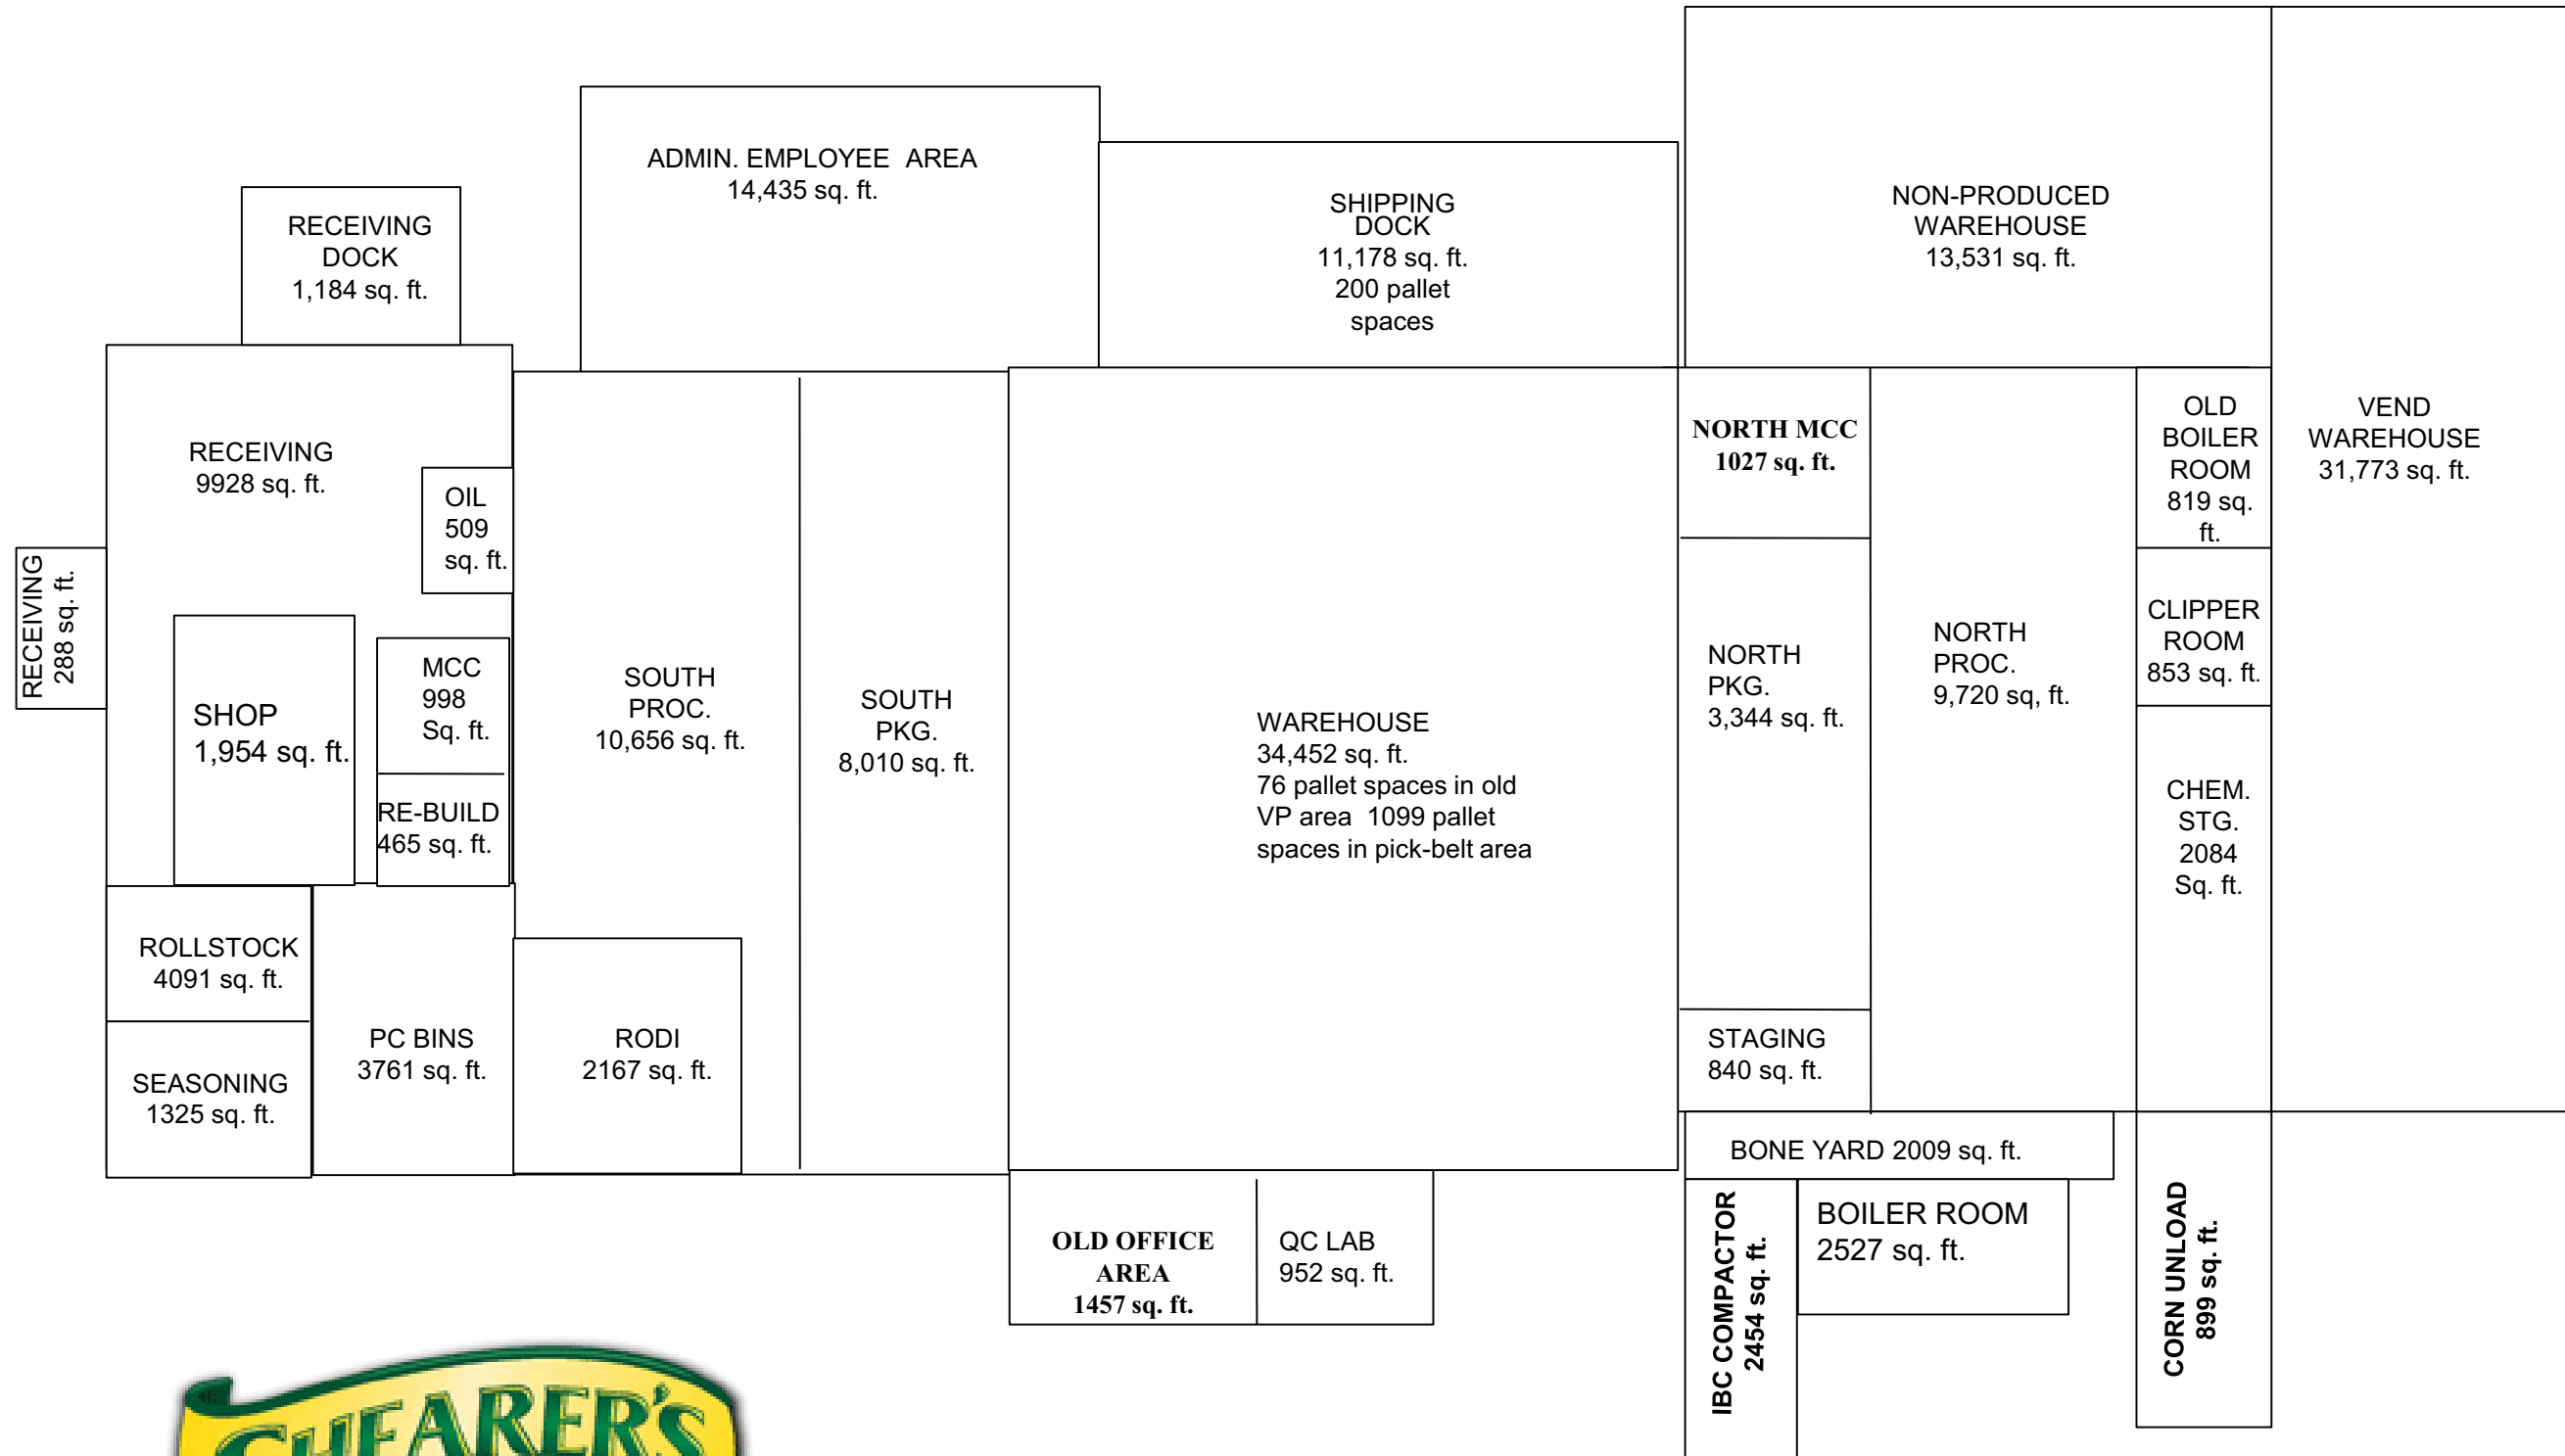 ADMIN. EMPLOYEE AREA
14,435 sq. ft.
RECEIVING
DOCK
1,184 sq. ft.
SHIPPING
DOCK
11,178 sq. ft.
200 pallet
spaces
NON-PRODUCED
WAREHOUSE
13,531 sq. ft.
RECEIVING
9928 sq. ft.
OIL
509
sq. ft.
RECEIVING
288 sq. ft.
SHOP
1,954 sq. ft.
MCC
998
Sq. ft.
RE-BUILD
465 sq. ft.
SOUTH
PROC.
10,656 sq. ft.
SOUTH
PKG.
8,010 sq. ft.
WAREHOUSE
34,452 sq. ft.
76 pallet spaces in old
VP area 1099 pallet
spaces in pick-belt area
NORTH MCC
1027 sq. ft.
NORTH
PKG.
3,344 sq. ft.
NORTH
PROC.
9,720 sq, ft.
OLD
BOILER
ROOM
819 sq.
ft.
VEND
WAREHOUSE
31,773 sq. ft.
CLIPPER
ROOM
853 sq. ft.
CHEM.
STG.
2084
Sq. ft.
ROLLSTOCK
4091 sq. ft.
SEASONING
1325 sq. ft.
PC BINS
3761 sq. ft.
RODI
2167 sq. ft.
STAGING
840 sq. ft.
BONE YARD 2009 sq. ft.
OLD OFFICE
AREA
1457 sq. ft.
QC LAB
952 sq. ft.
IBC COMPACTOR
2454 sq. ft.
BOILER ROOM
2527 sq. ft.
CORN UNLOAD
899 sq. ft.
SHEARER'S